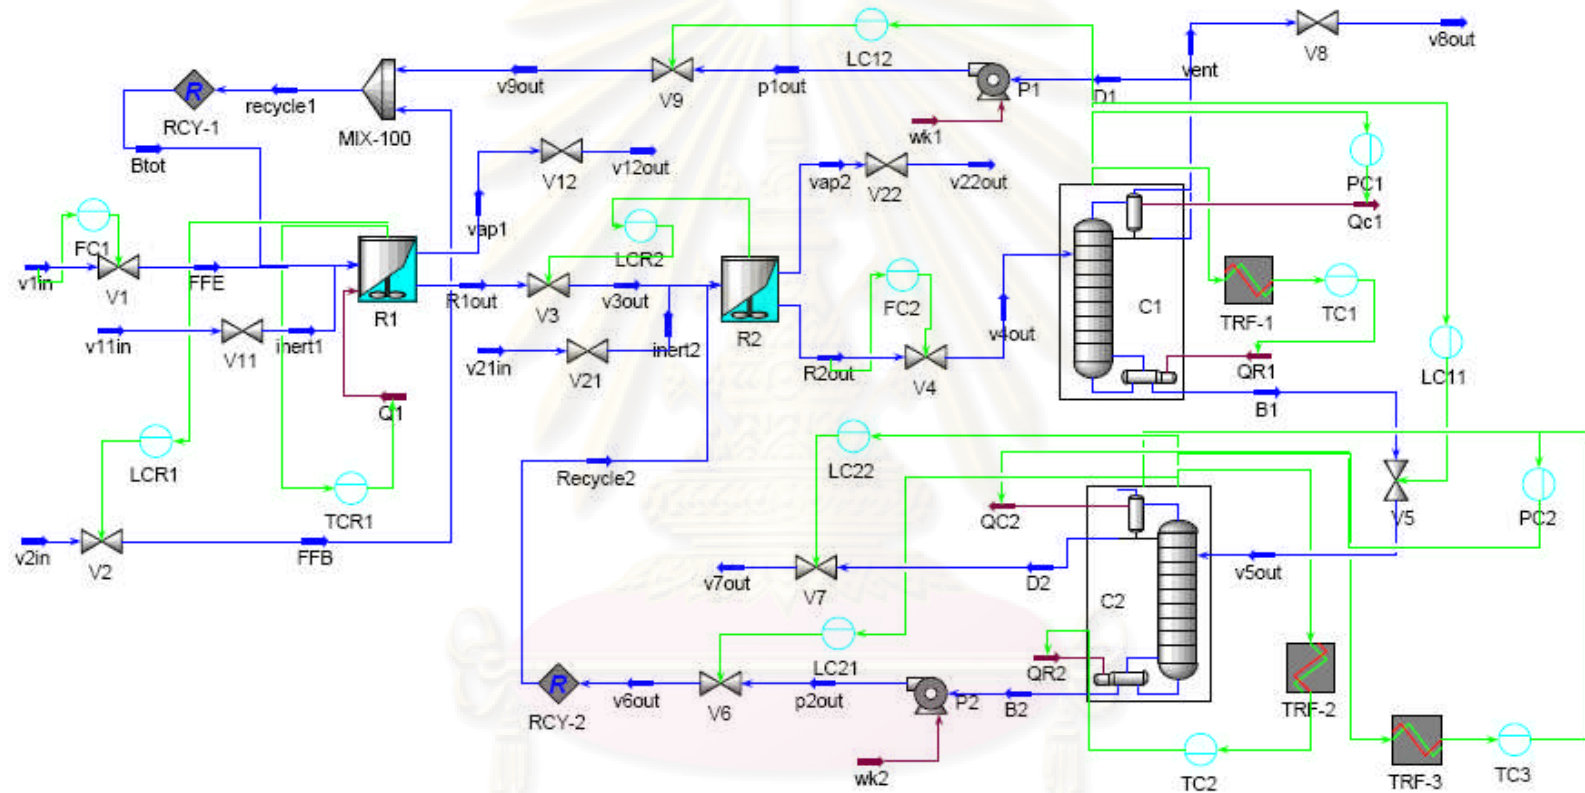 LC12
V8
v8out
vent
v9out
V9
p1out
P1
D1
R
recycle1
RCY-1
MIX-100
wk1
Btot
V12
v12out
vap2
V22
v22out
PC1
Qc1
FC1
vap1
LCR2
v1in
V1
FFE
R1
R1out
V3
v3out
R2
FC2
C1
TRF-1
TC1
v11in
V11
inert1
v21in
V21
inert2
R2out
V4
v4out
QR1
LC11
Q1
B1
LCR1
LC22
Recycle2
TCR1
QC2
V5
PC2
v2in
V2
FFB
v7out
V7
D2
v5out
C2
LC21
QR2
R
RCY-2
v6out
V6
p2out
P2
B2
TRF-2
wk2
TC2
TRF-3
TC3